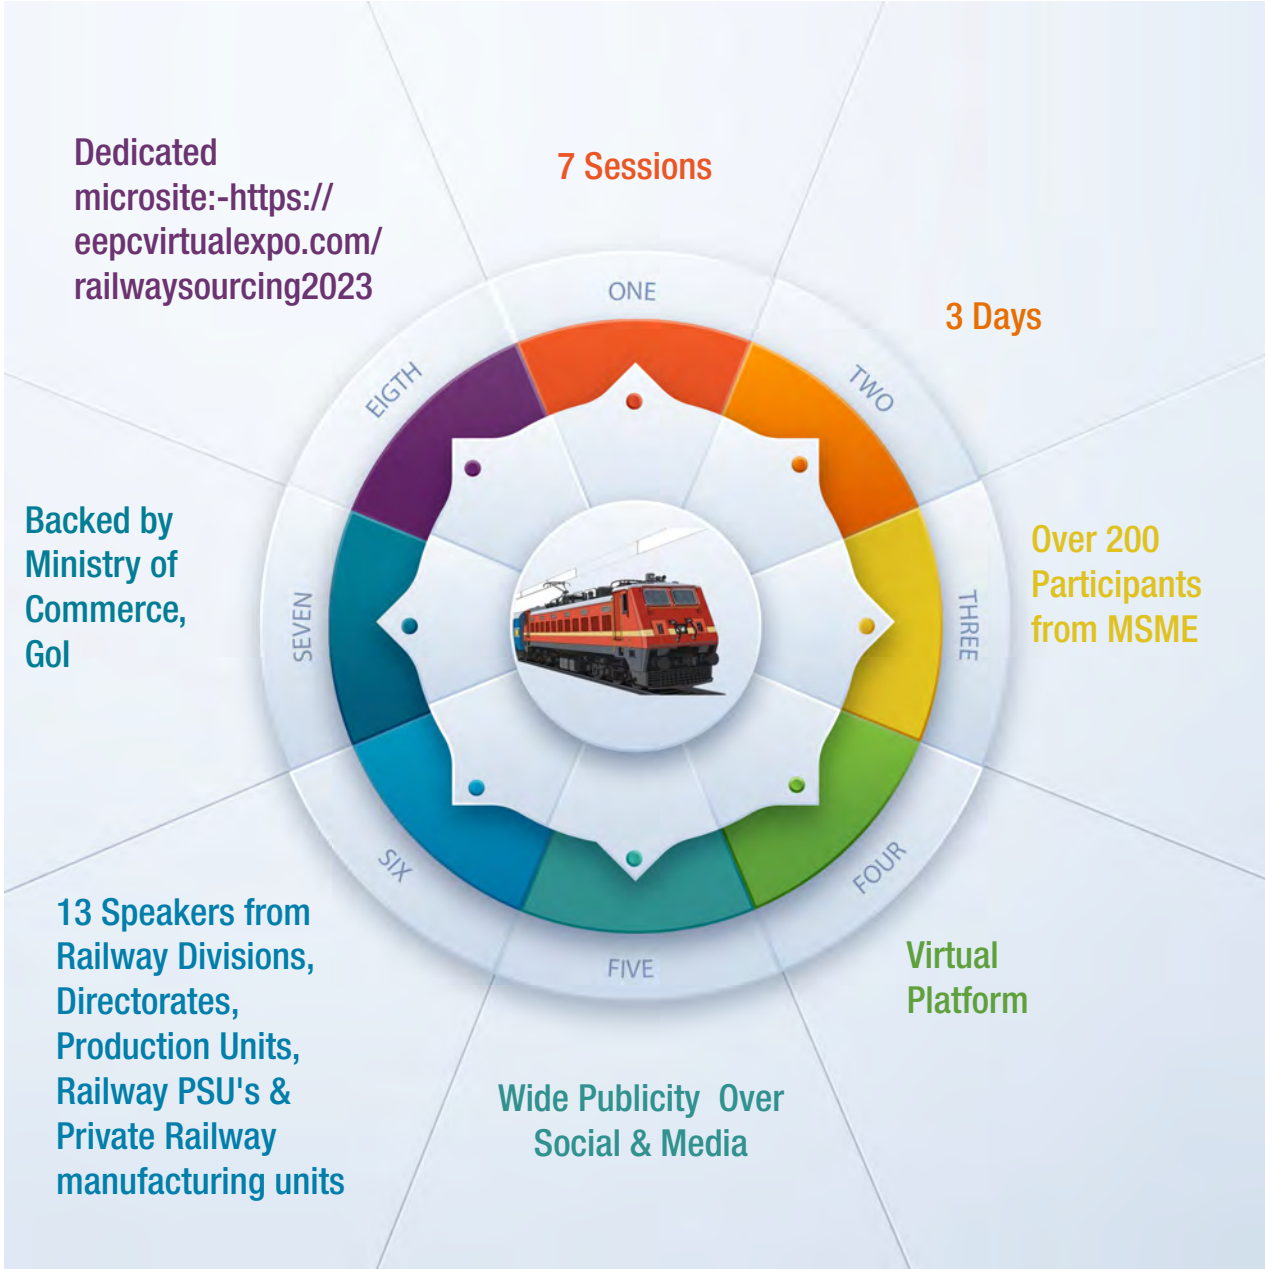 7 Sessions
ONE
3 Days
TWO
Over 200
Participants
from MSME
THREE
Virtual
Platform
FOUR
Wide Publicity  Over
Social & Media
FIVE
13 Speakers from
Railway Divisions,
Directorates,
Production Units,
Railway PSU's &
Private Railway
manufacturing units
SIX
Backed by
Ministry of
Commerce,
GoI
SEVEN
Dedicated
microsite:-https://
eepcvirtualexpo.com/
railwaysourcing2023
EIGTH